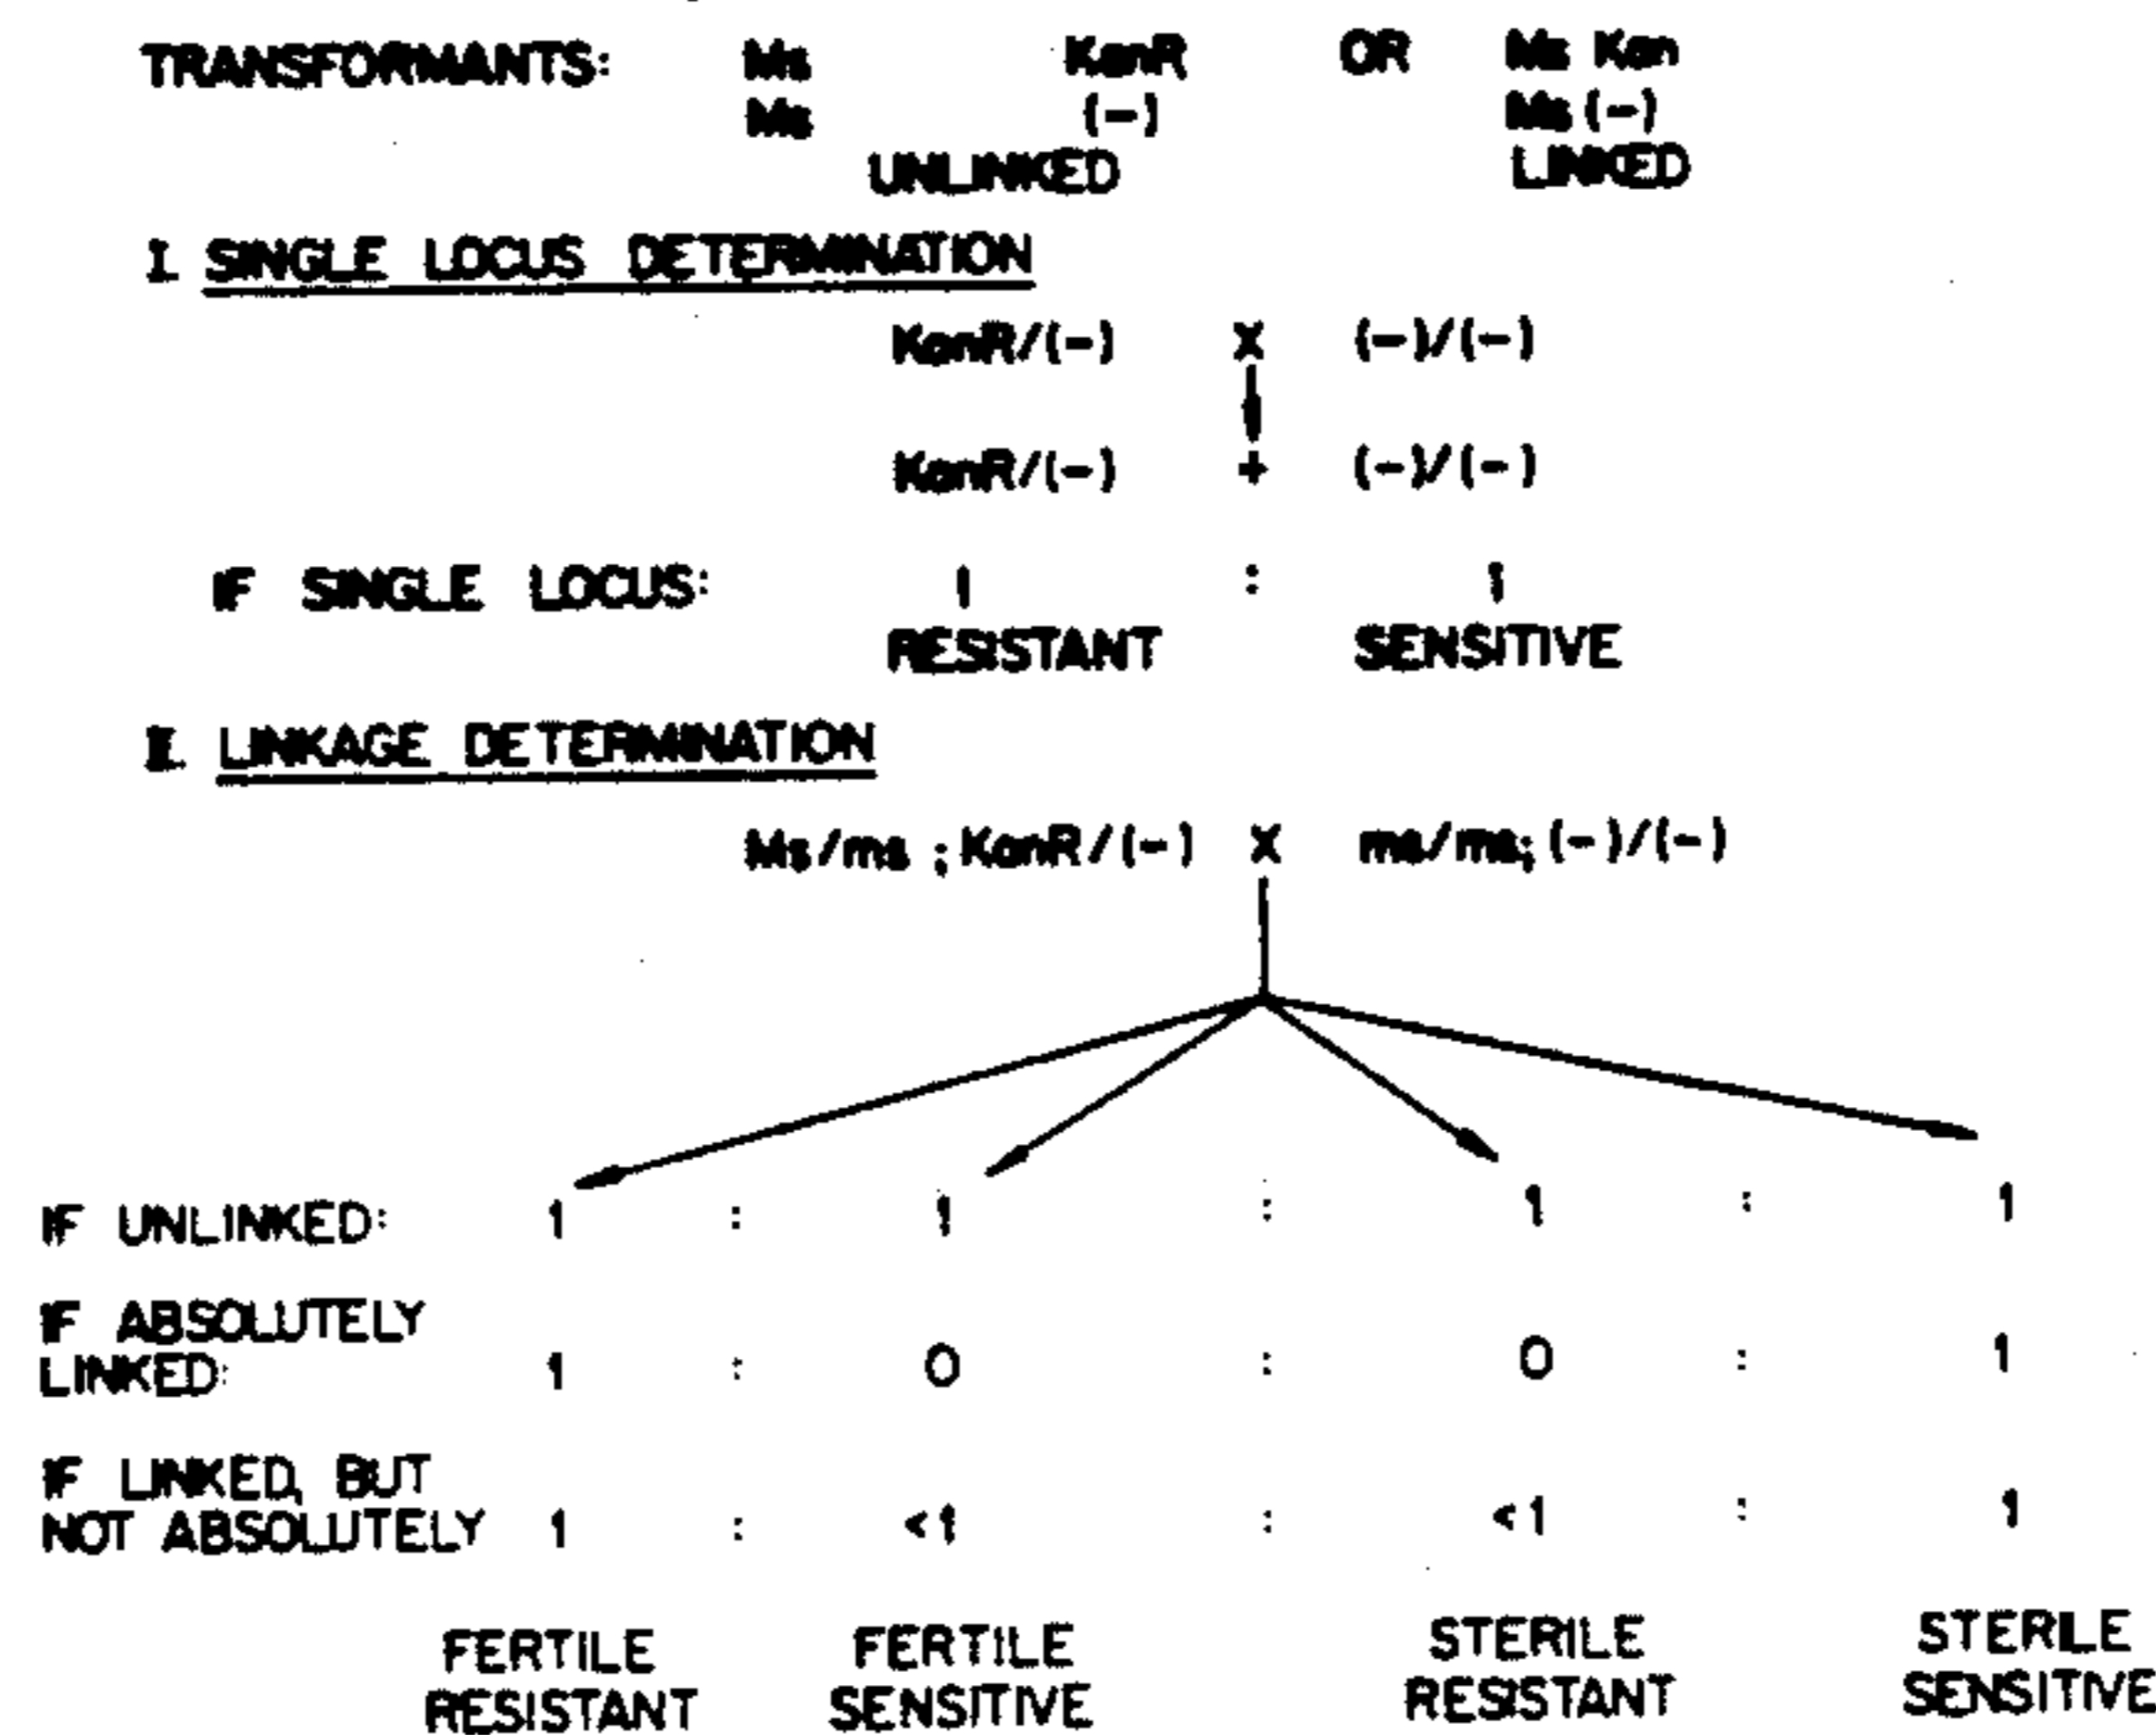 TRANSFORMANTS: Ms KanR OR Ms Kan
Ms (-) Ms (-)
UNLINKED LINKED
I. SINGLE LOCUS DETERMINATION
KanR/(-) X (-)/(-)
KanR/(-) + (-)/(-)
IF SINGLE LOCUS: 1 : 1
RESISTANT SENSITIVE
II. LINKAGE DETERMINATION
Ms/ms ; KanR/(-) X ms/ms; (-)/(-)
IF UNLINKED: 1 : 1 : 1 : 1
IF ABSOLUTELY
LINKED: 1 : 0 : 0 : 1
IF LINKED, BUT
NOT ABSOLUTELY 1 : <1 : <1 : 1
FERTILE FERTILE STERILE STERILE
RESISTANT SENSITIVE RESISTANT SENSITIVE